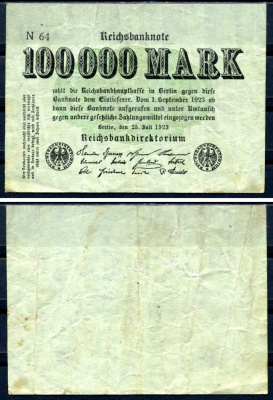 N 64
Reichsbanknote
100000 MARK
zahlt die Reichsbankhauptkasse in Berlin gegen diese
Banknote dem Einlieferer. Vom 1. September 1923 ab
kann diese Banknote aufgerufen und unter Umtausch
gegen andere gesetzliche Zahlungsmittel eingezogen werden
Berlin, den 25. Juli 1923
Reichsbankdirektorium